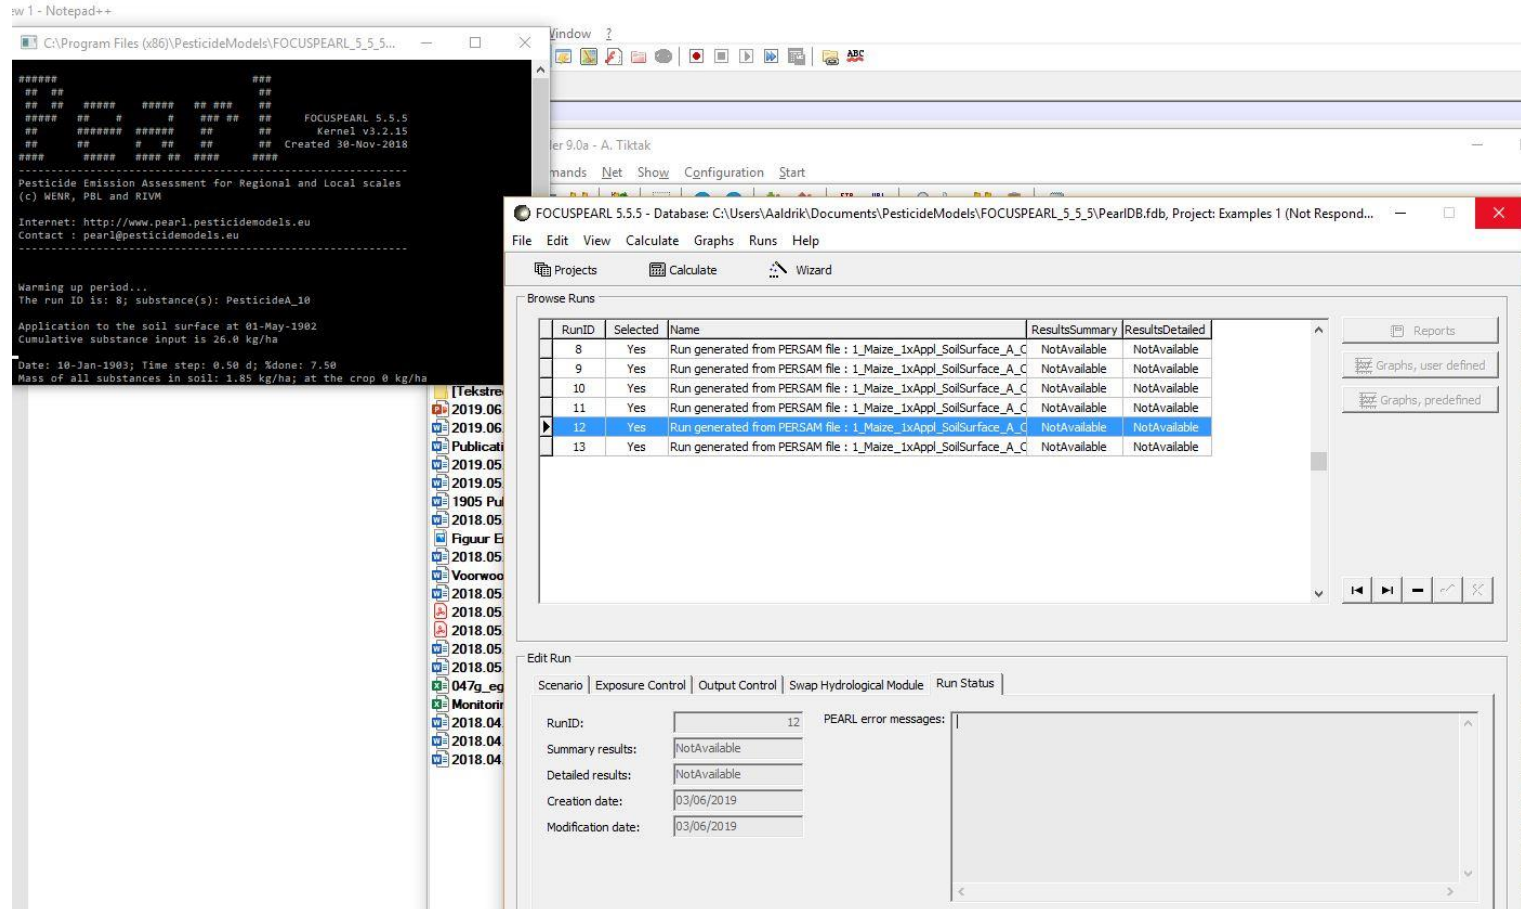 ew 1 - Notepad++
C:\Program Files (x86)\PesticideModels\FOCUSPEARL_5_5_5...
FOCUSPEARL 5.5.5
Kernel v3.2.15
Created 30-Nov-2018
Pesticide Emission Assessment for Regional and Local scales
(c) WENR, PBL and RIVM
Internet: http://www.pearl.pesticidemodels.eu
Contact : pearl@pesticidemodels.eu
Warming up period...
The run ID is: 8; substance(s): PesticideA_10
Application to the soil surface at 01-May-1902
Cumulative substance input is 26.0 kg/ha
Date: 10-Jan-1903; Time step: 0.50 d; %done: 7.50
Mass of all substances in soil: 1.85 kg/ha; at the crop 0 kg/ha
Window ?
ABC
der 9.0a - A. Tiktak
mands Net Show Configuration Start
[Tekstre
2019.06
2019.06
Publicati
2019.05
2019.05
1905 Pu
2018.05
Figuur E
2018.05
Voorwoo
2018.05
2018.05
2018.05
2018.05
2018.05
047g_eg
Monitorin
2018.04
2018.04
2018.04
FOCUSPEARL 5.5.5 - Database: C:\Users\Aaldrik\Documents\PesticideModels\FOCUSPEARL_5_5_5\PearlDB.fdb, Project: Examples 1 (Not Respond...
File Edit View Calculate Graphs Runs Help
Projects Calculate Wizard
Browse Runs
RunID Selected Name ResultsSummary ResultsDetailed
8 Yes Run generated from PERSAM file : 1_Maize_1xAppl_SoilSurface_A_C NotAvailable NotAvailable
9 Yes Run generated from PERSAM file : 1_Maize_1xAppl_SoilSurface_A_C NotAvailable NotAvailable
10 Yes Run generated from PERSAM file : 1_Maize_1xAppl_SoilSurface_A_C NotAvailable NotAvailable
11 Yes Run generated from PERSAM file : 1_Maize_1xAppl_SoilSurface_A_C NotAvailable NotAvailable
12 Yes Run generated from PERSAM file : 1_Maize_1xAppl_SoilSurface_A_C NotAvailable NotAvailable
13 Yes Run generated from PERSAM file : 1_Maize_1xAppl_SoilSurface_A_C NotAvailable NotAvailable
Reports
Graphs, user defined
Graphs, predefined
Edit Run
Scenario Exposure Control Output Control Swap Hydrological Module Run Status
RunID: 12 PEARL error messages:
Summary results: NotAvailable
Detailed results: NotAvailable
Creation date: 03/06/2019
Modification date: 03/06/2019